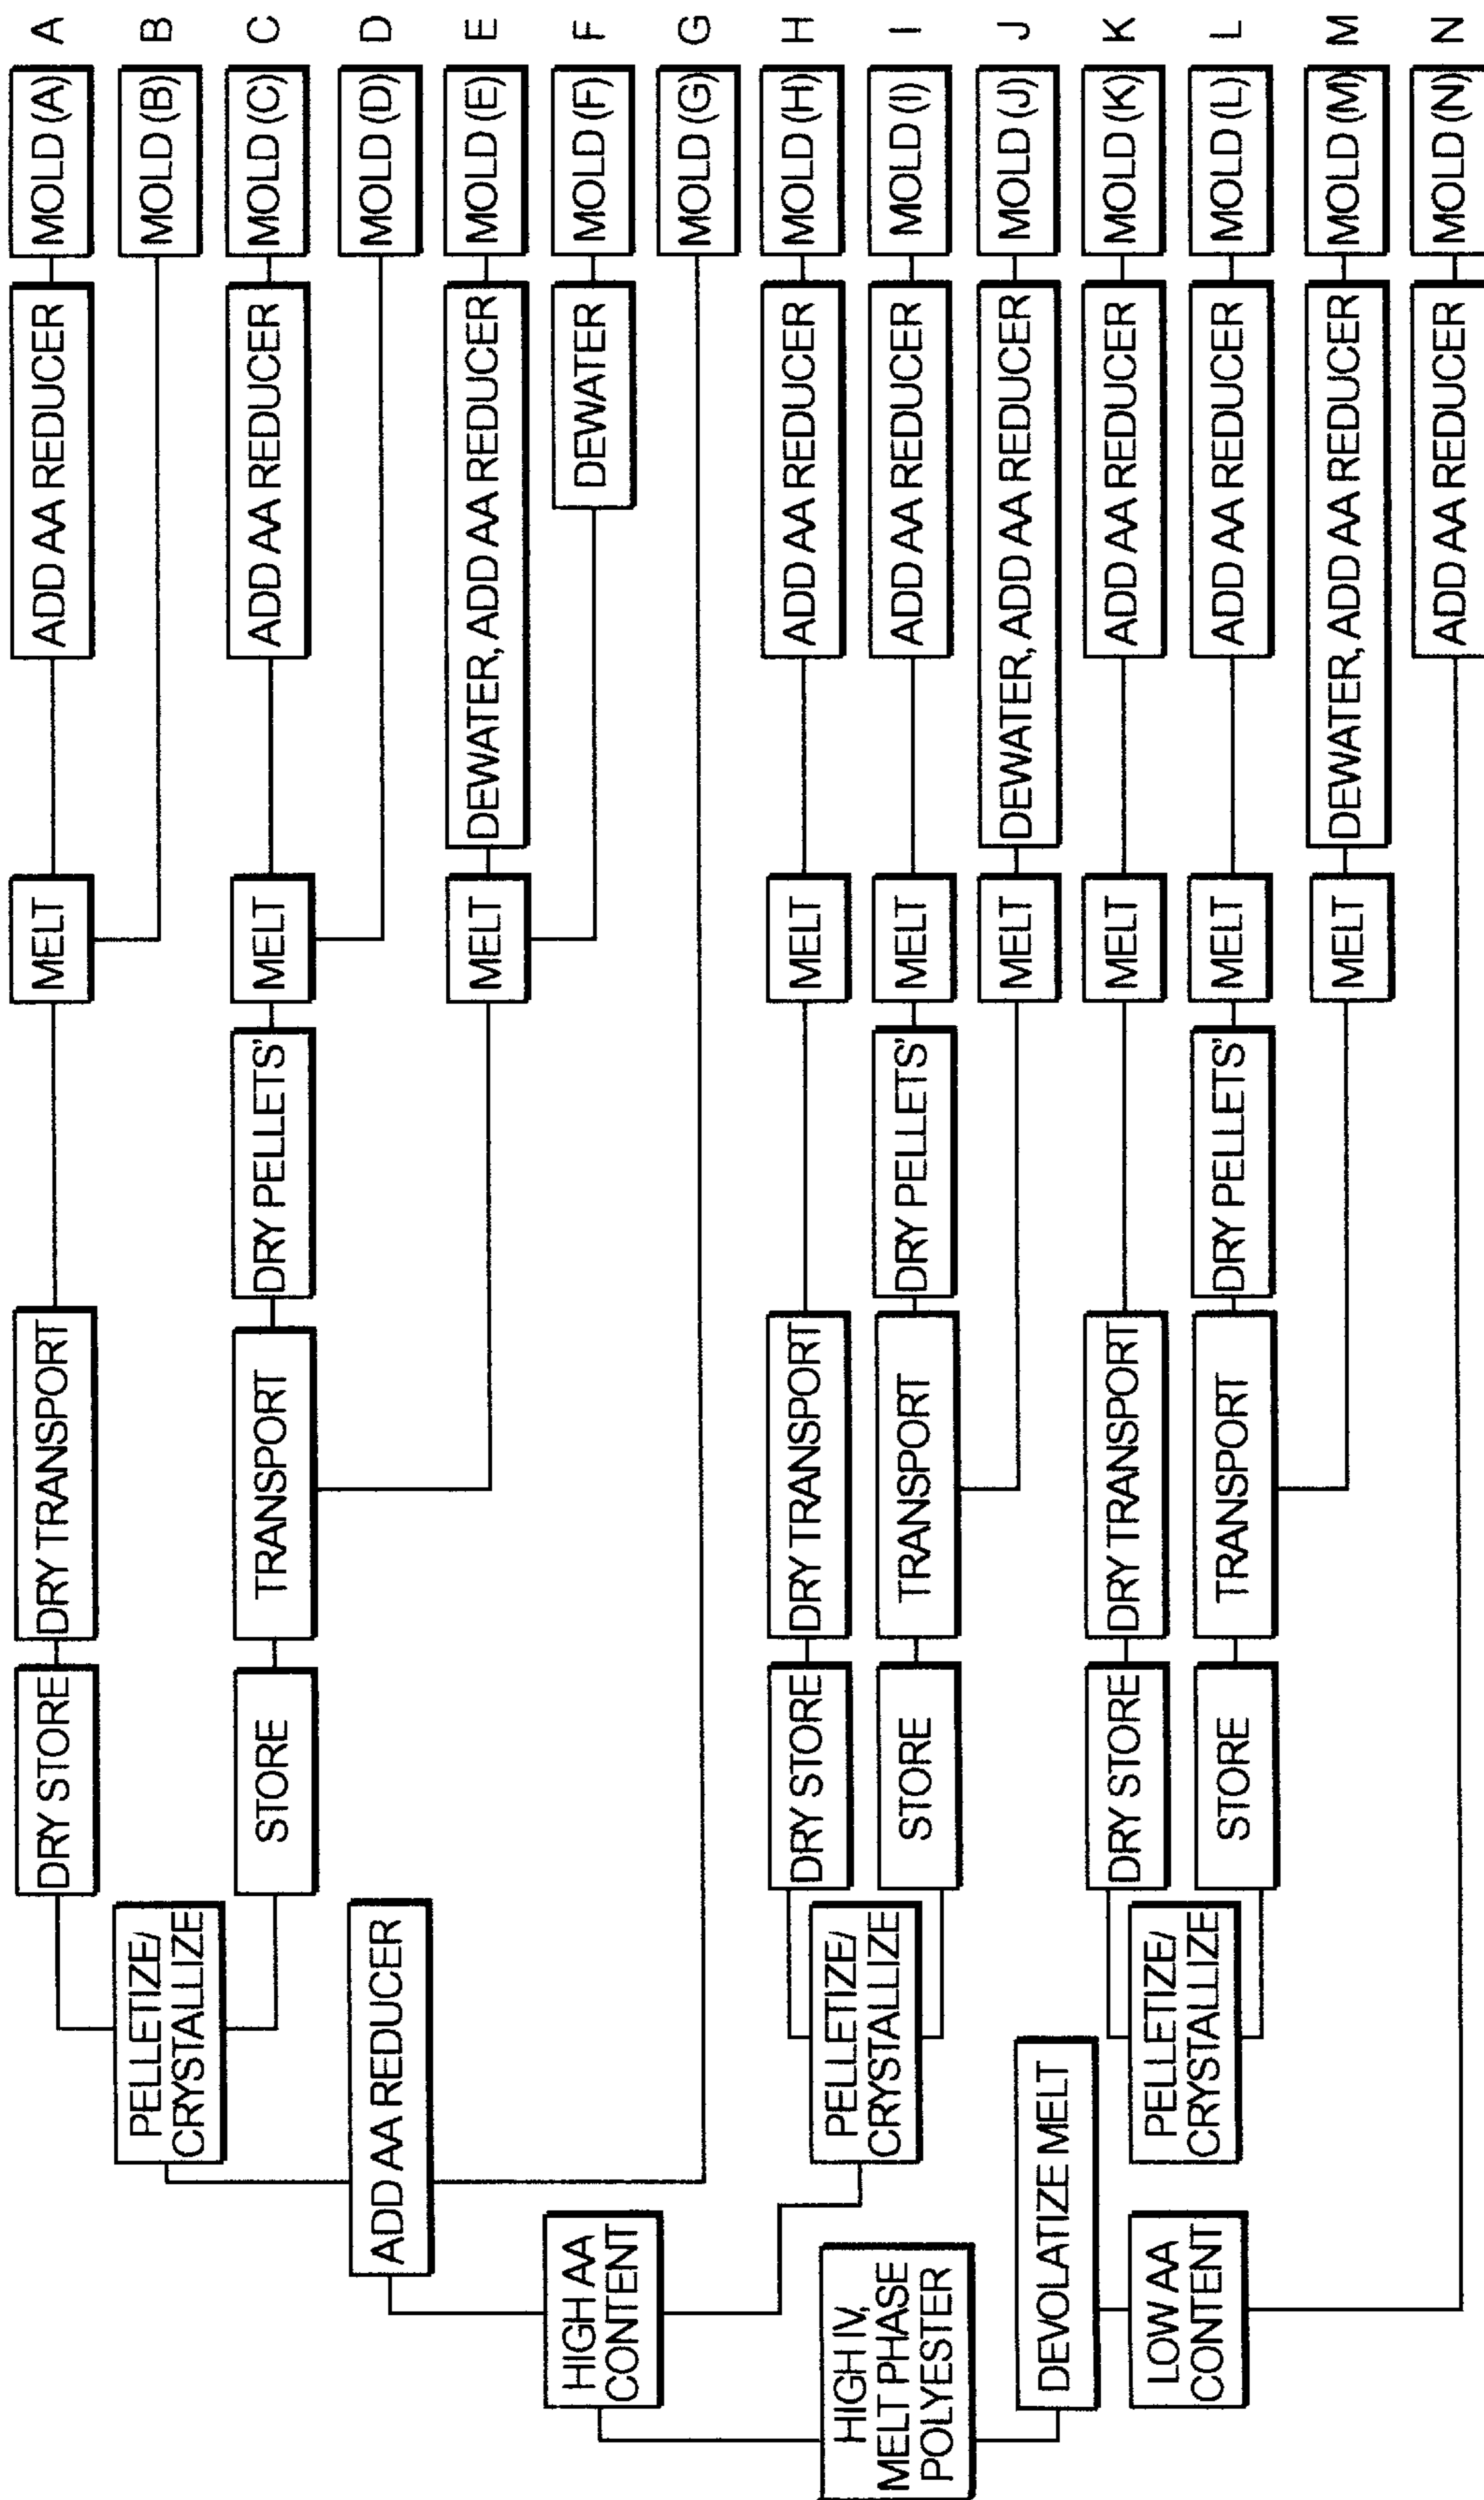 HIGH IV,
MELT PHASE
POLYESTER
HIGH AA
CONTENT
DEVOLATIZE MELT
LOW AA
CONTENT
ADD AA REDUCER
PELLETIZE/
CRYSTALLIZE
PELLETIZE/
CRYSTALLIZE
PELLETIZE/
CRYSTALLIZE
DRY STORE
DRY TRANSPORT
MELT
ADD AA REDUCER
MOLD (A)
A
MOLD (B)
B
STORE
TRANSPORT
DRY PELLETS'
MELT
ADD AA REDUCER
MOLD (C)
C
MOLD (D)
D
MELT
DEWATER, ADD AA REDUCER
MOLD (E)
E
DEWATER
MOLD (F)
F
MOLD (G)
G
DRY STORE
DRY TRANSPORT
MELT
ADD AA REDUCER
MOLD (H)
H
STORE
TRANSPORT
DRY PELLETS'
MELT
ADD AA REDUCER
MOLD (I)
I
MELT
DEWATER, ADD AA REDUCER
MOLD (J)
J
DRY STORE
DRY TRANSPORT
MELT
ADD AA REDUCER
MOLD (K)
K
STORE
TRANSPORT
DRY PELLETS'
MELT
ADD AA REDUCER
MOLD (L)
L
MELT
DEWATER, ADD AA REDUCER
MOLD (M)
M
ADD AA REDUCER
MOLD (N)
N